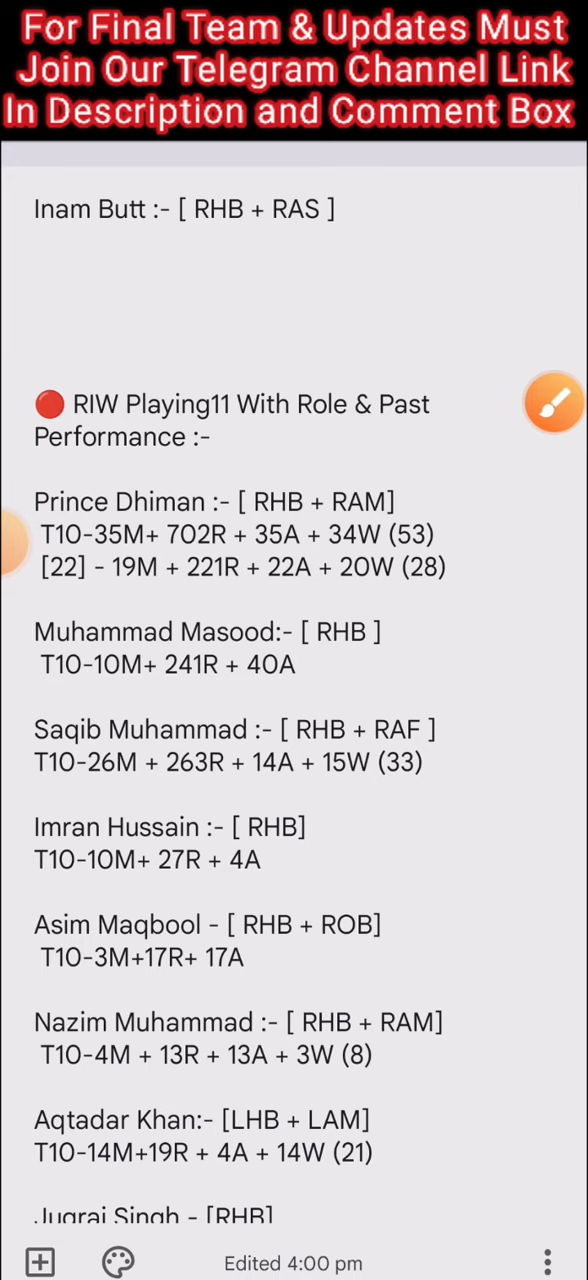 For Final Team & Updates Must
Join Our Telegram Channel Link
In Description and Comment Box
Inam Butt :- [ RHB + RAS ]
🔴 RIW Playing11 With Role & Past
Performance :-
Prince Dhiman :- [ RHB + RAM]
T10-35M+ 702R + 35A + 34W (53)
[22] - 19M + 221R + 22A + 20W (28)
Muhammad Masood:- [ RHB ]
T10-10M+ 241R + 40A
Saqib Muhammad :- [ RHB + RAF ]
T10-26M + 263R + 14A + 15W (33)
Imran Hussain :- [ RHB]
T10-10M+ 27R + 4A
Asim Maqbool - [ RHB + ROB]
T10-3M+17R+ 17A
Nazim Muhammad :- [ RHB + RAM]
T10-4M + 13R + 13A + 3W (8)
Aqtadar Khan:- [LHB + LAM]
T10-14M+19R + 4A + 14W (21)
Jugraj Singh - [RHB]
Edited 4:00 pm